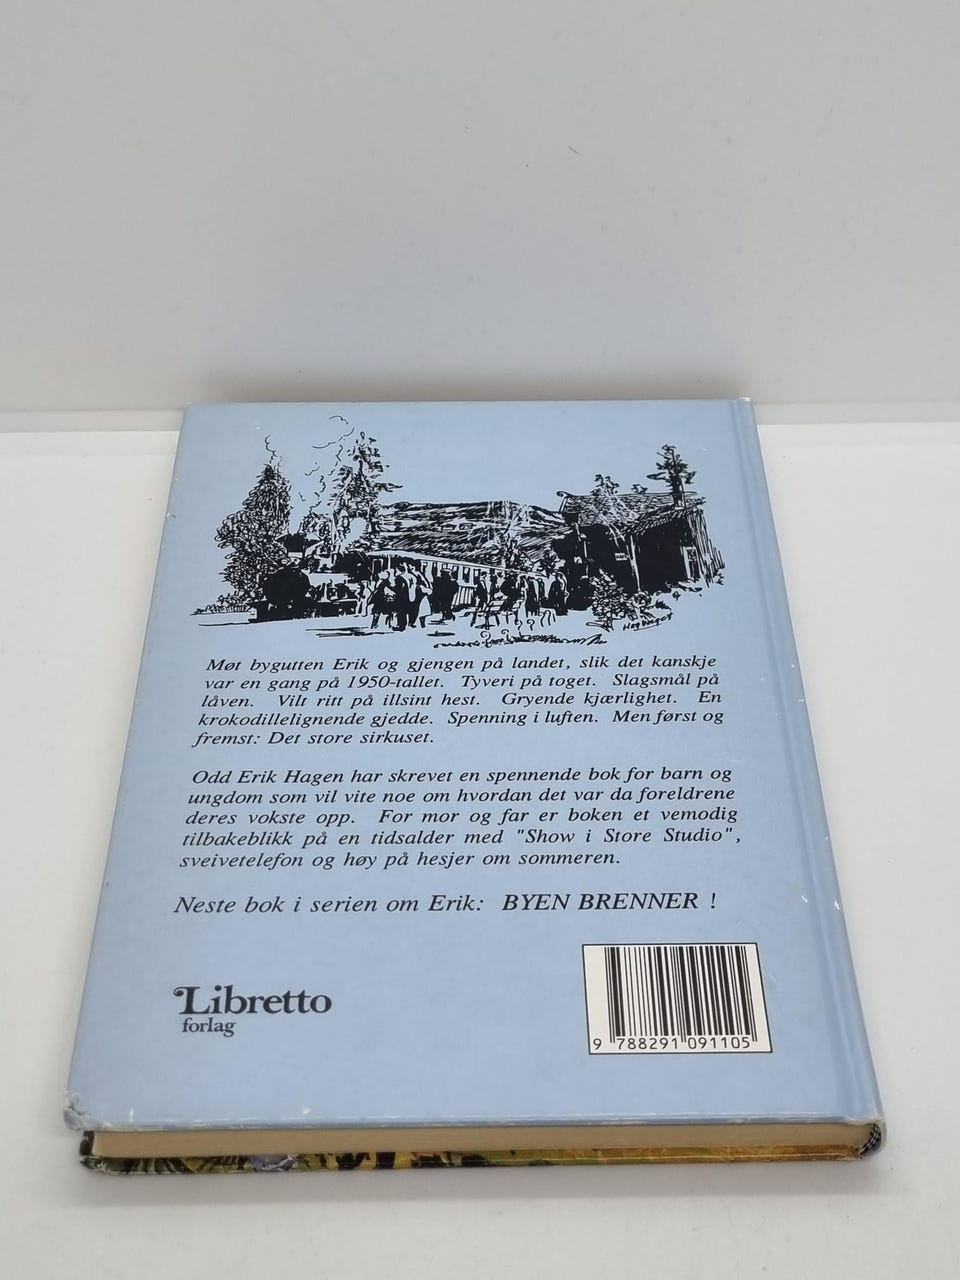 Møt bygutten Erik og gjengen på landet, slik det kanskje
var en gang på 1950-tallet. Tyveri på toget. Slagsmål på
låven. Vilt ritt på illsint hest. Gryende kjærlighet. En
krokodillelignende gjedde. Spenning i luften. Men først og
fremst: Det store sirkuset.
Odd Erik Hagen har skrevet en spennende bok for barn og
ungdom som vil vite noe om hvordan det var da foreldrene
deres vokste opp. For mor og far er boken et vemodig
tilbakeblikk på en tidsalder med "Show i Store Studio",
sveivetelefon og høy på hesjer om sommeren.
Neste bok i serien om Erik: BYEN BRENNER !
Libretto
forlag
9 788291 091105